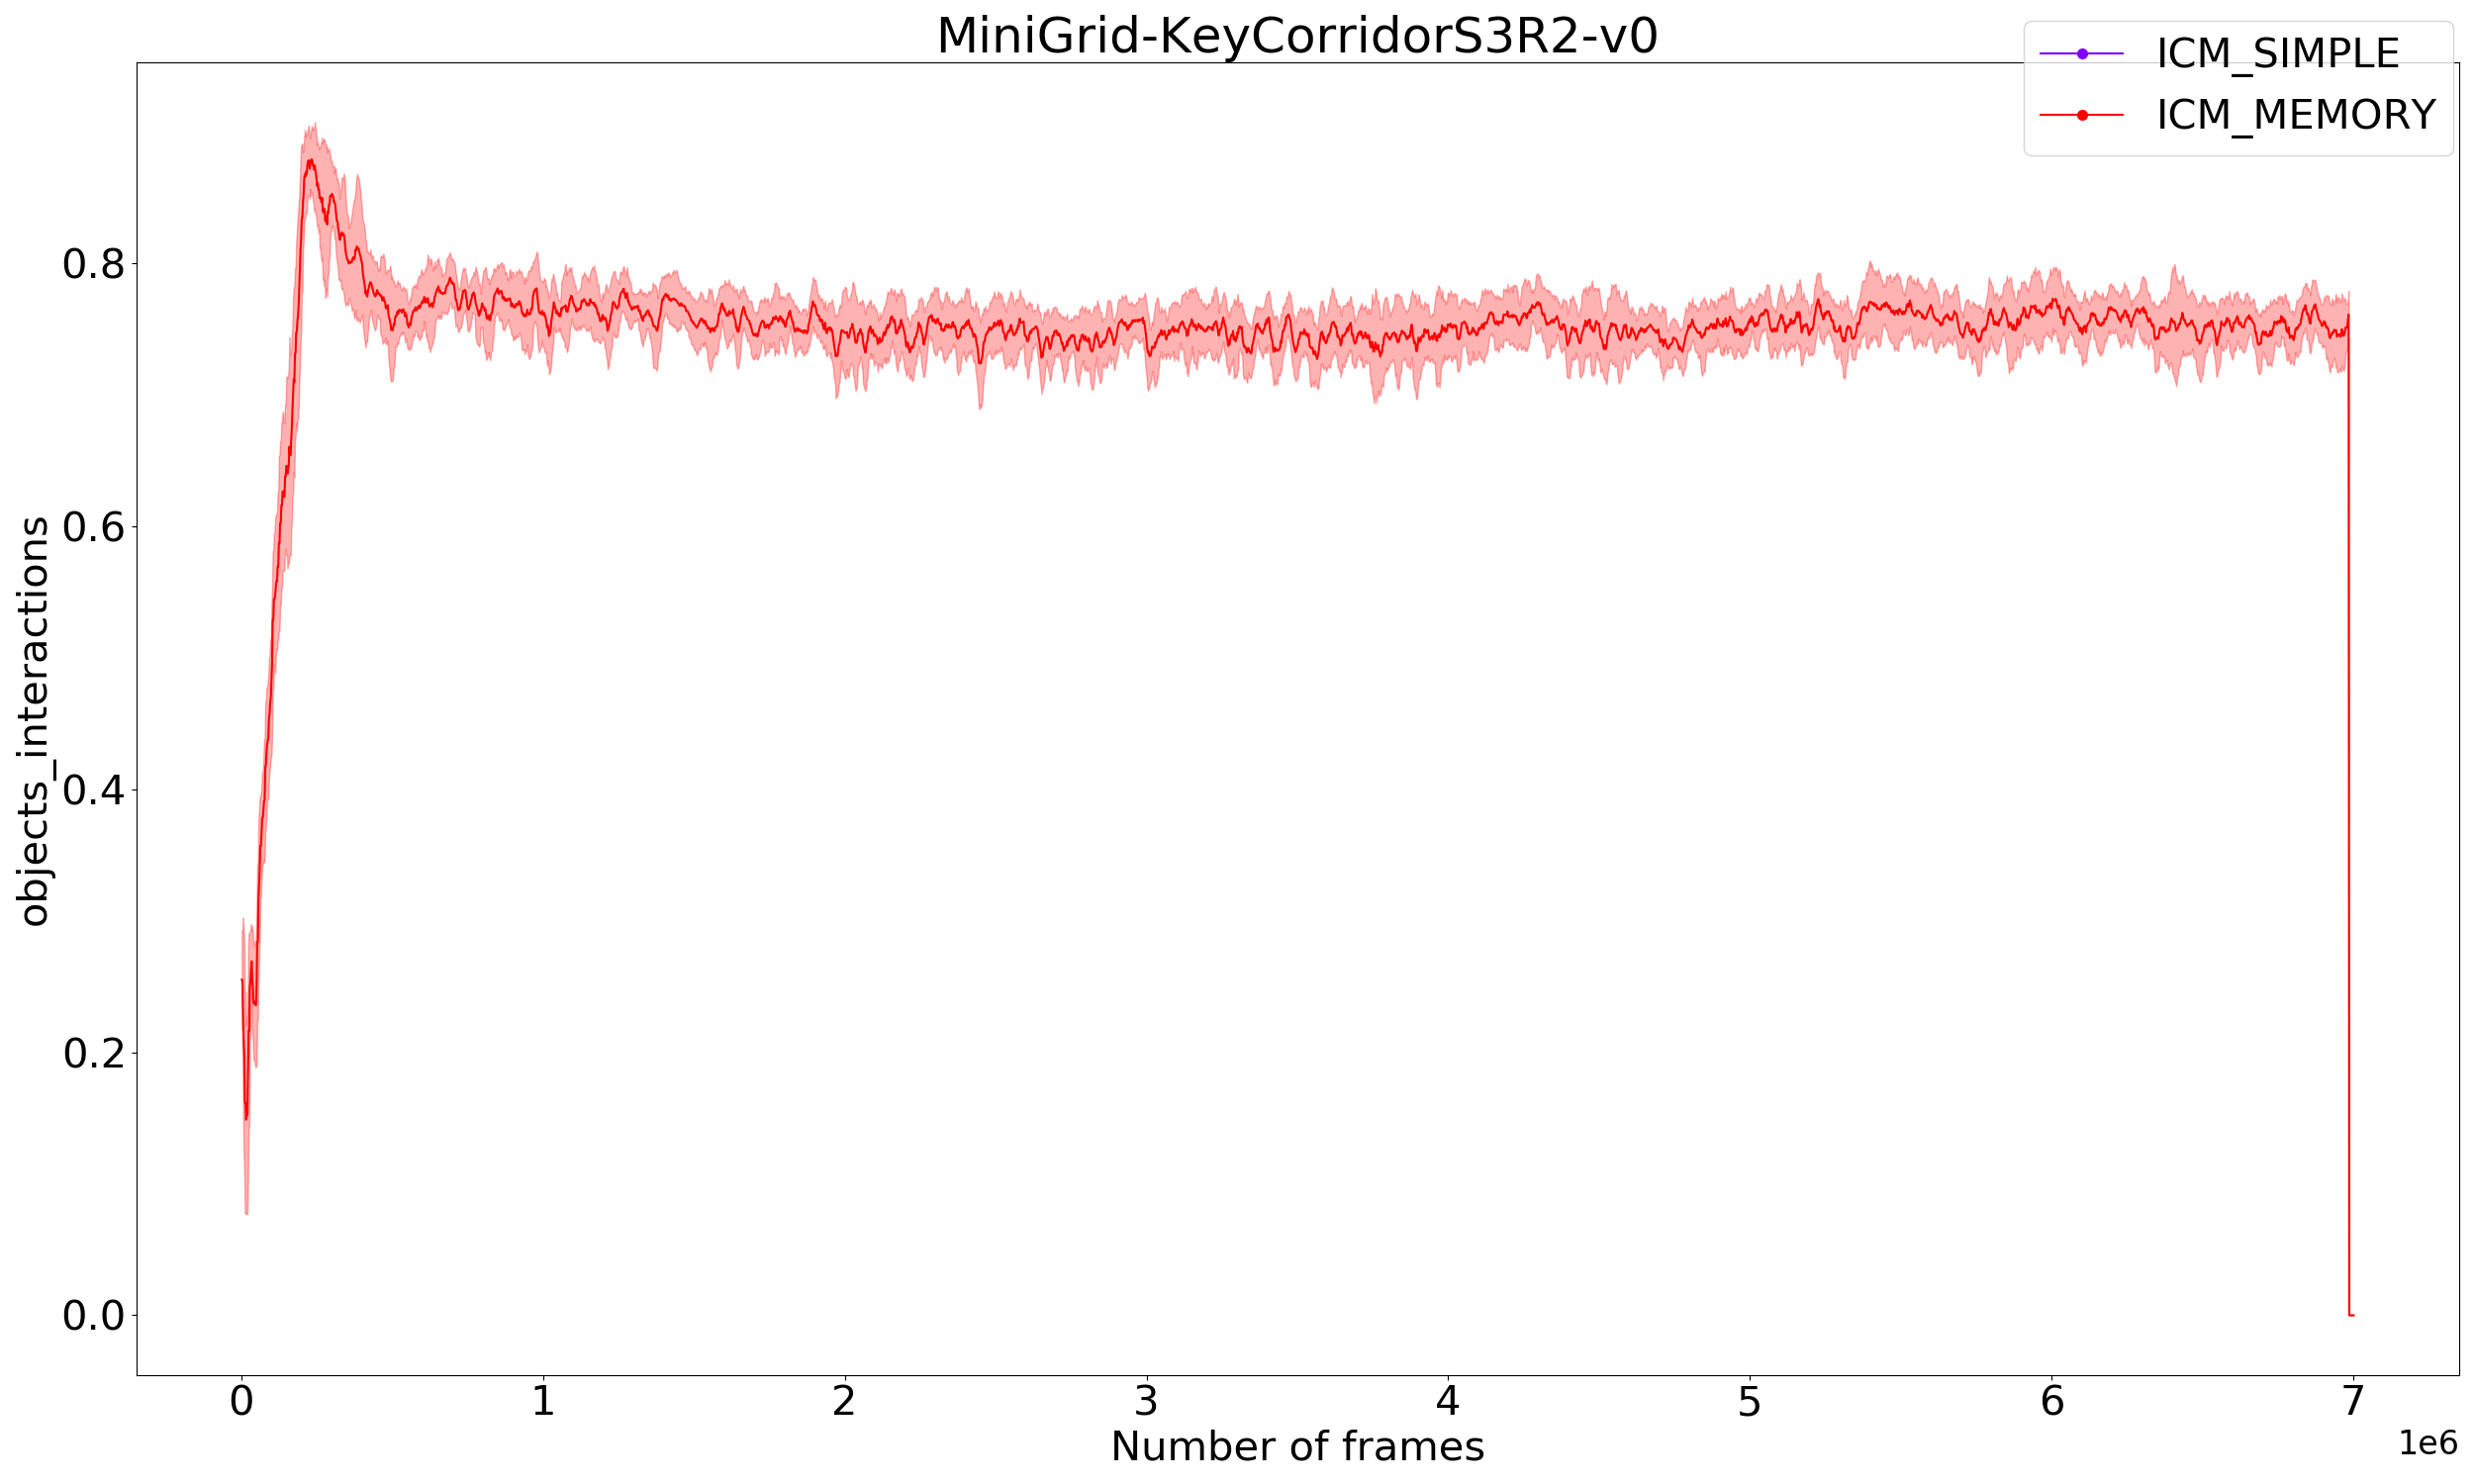 MiniGrid-KeyCorridorS3R2-v0
ICM_SIMPLE
ICM_MEMORY
objects_interactions
0.8
0.6
0.4
0.2
0.0
0 1 2 3 4 5 6 7
1e6
Number of frames